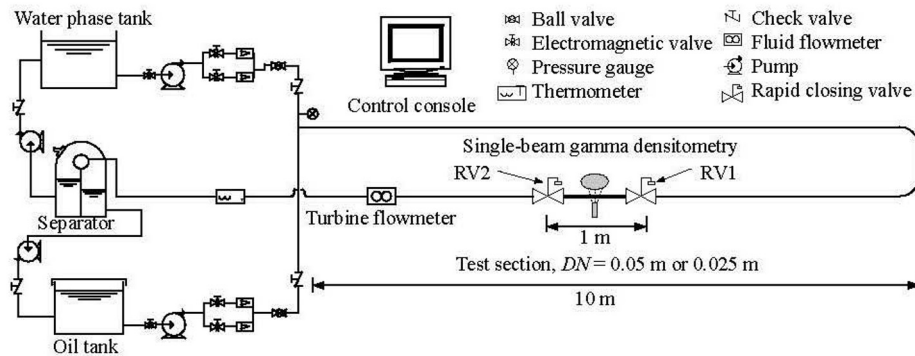 Water phase tank
Control console
Ball valve
Electromagnetic valve
Pressure gauge
Thermometer
Check valve
Fluid flowmeter
Pump
Rapid closing valve
Single-beam gamma densitometry
RV2
RV1
Separator
Turbine flowmeter
1 m
Test section, DN = 0.05 m or 0.025 m
10 m
Oil tank